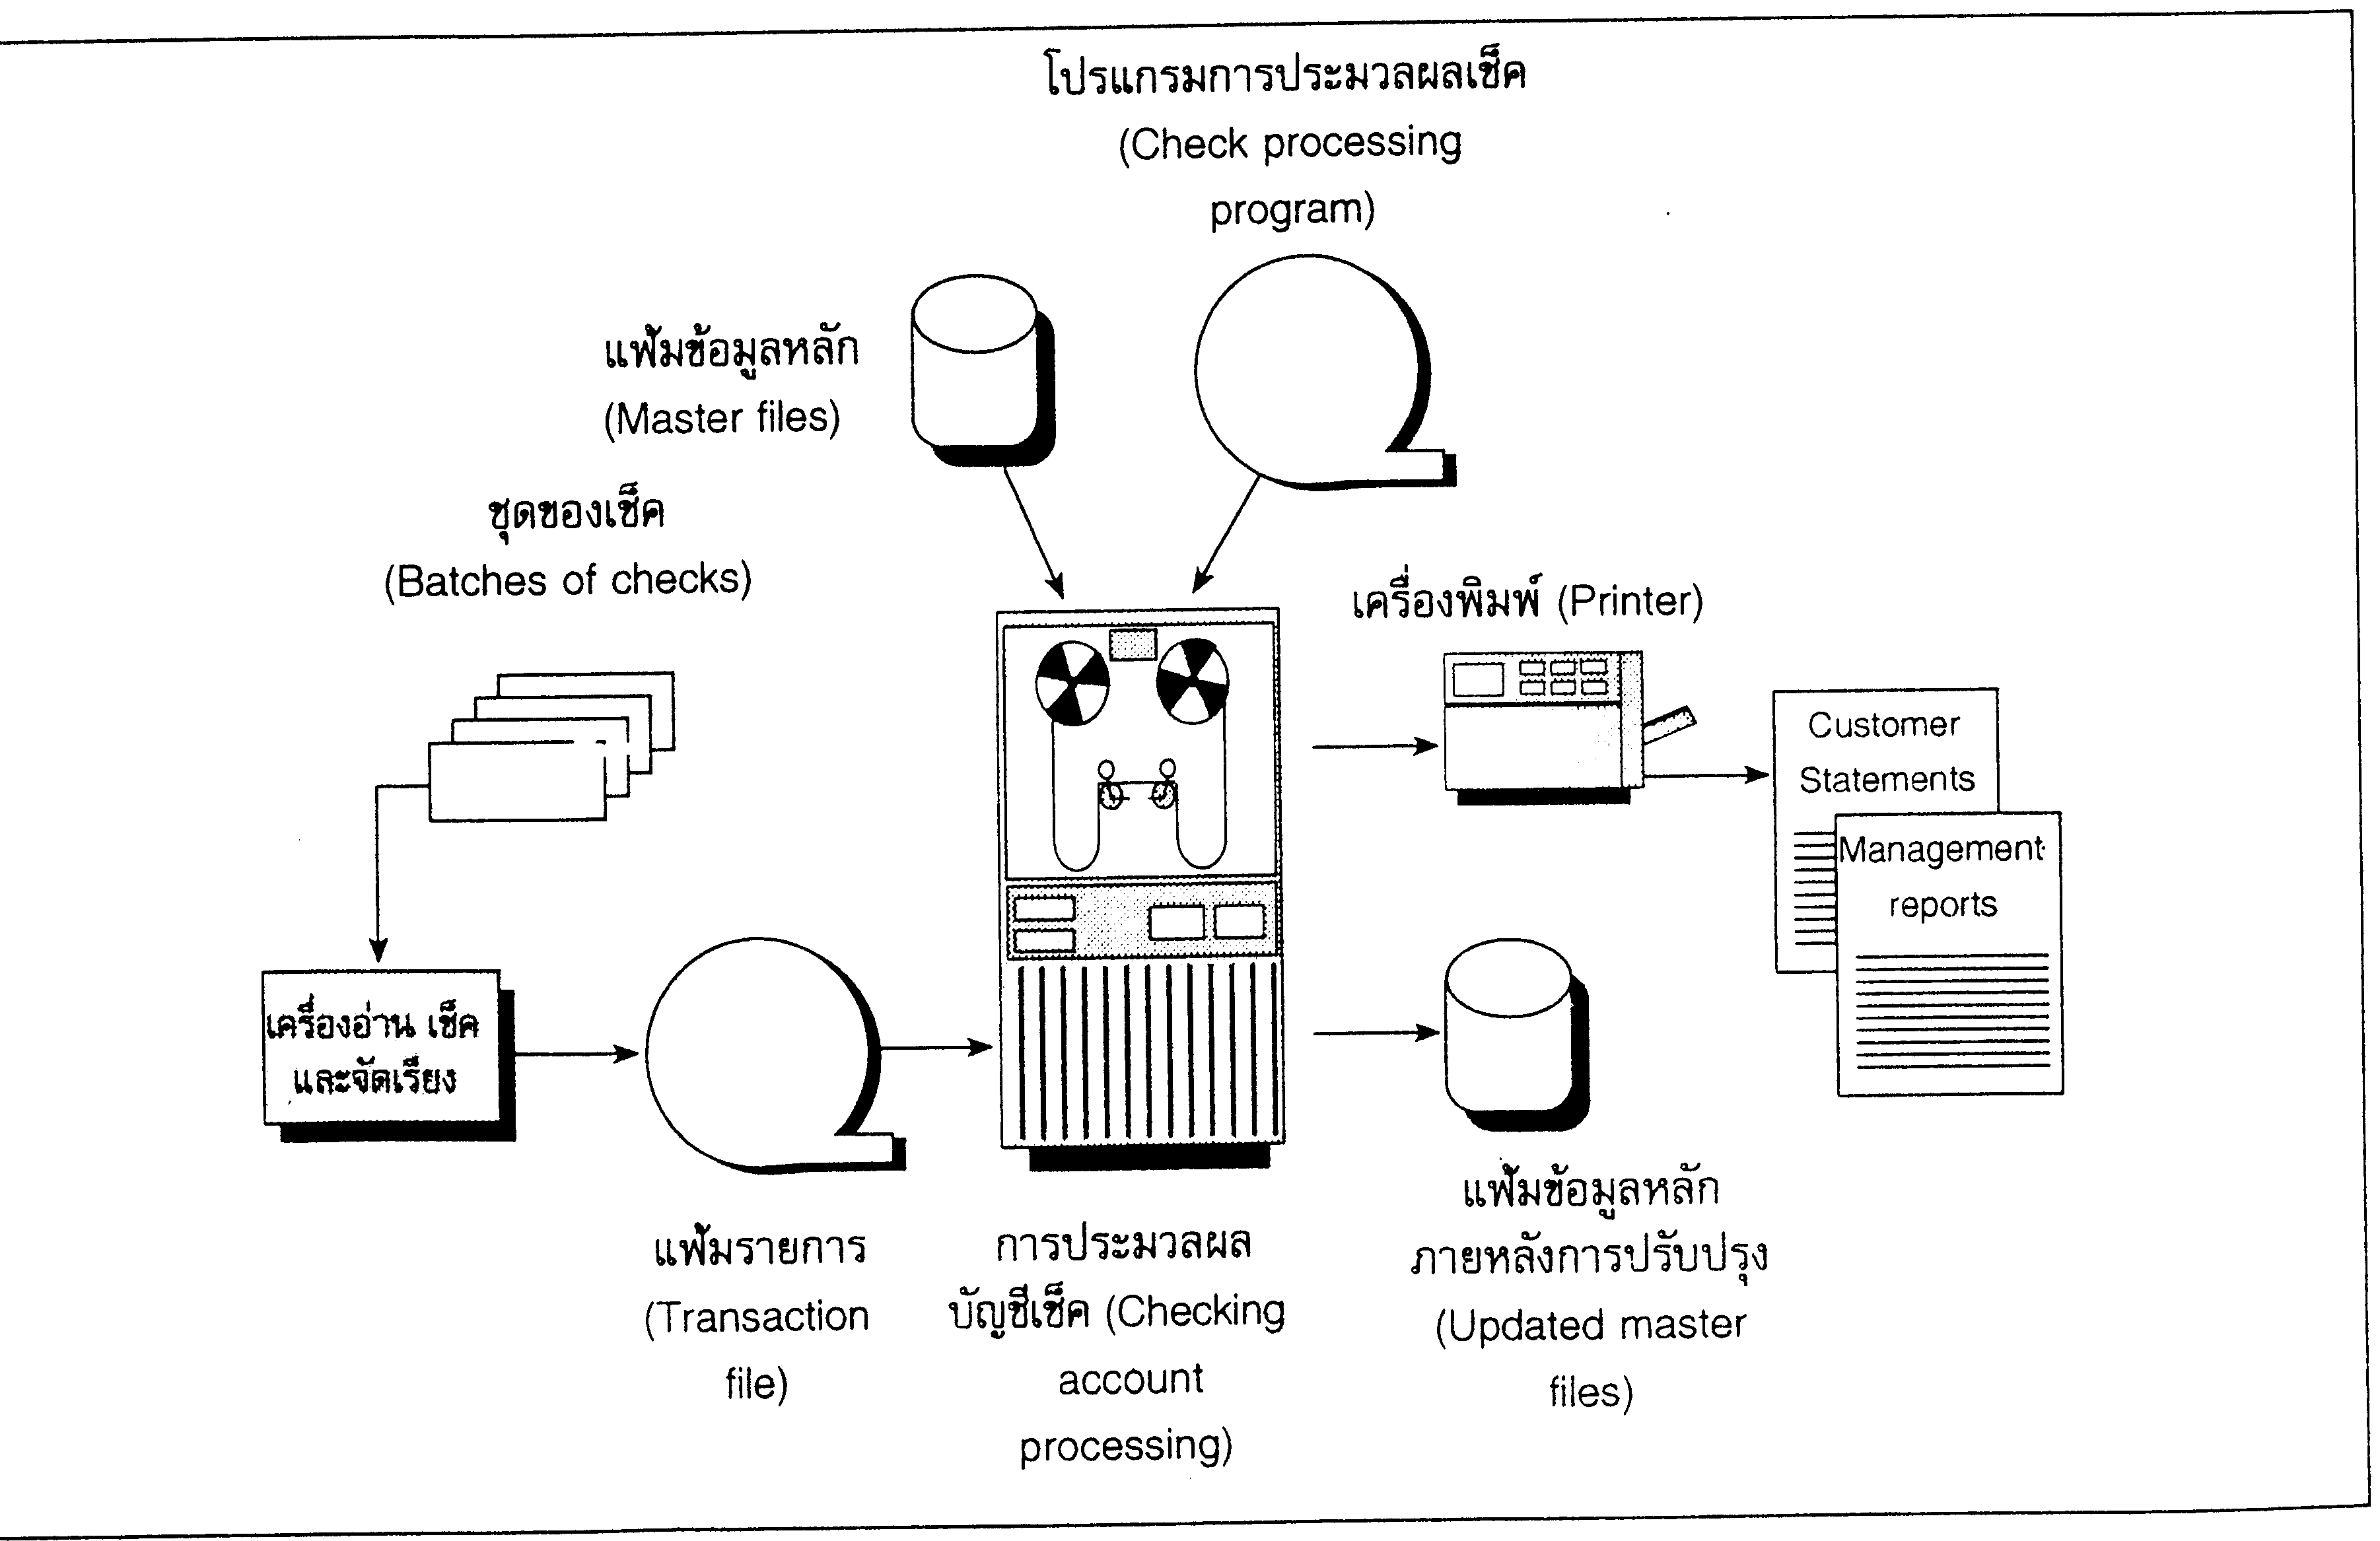 โปรแกรมการประมวลผลเช็ค
(Check processing
program)
แฟ้มข้อมูลหลัก
(Master files)
ชุดของเช็ค
(Batches of checks)
เครื่องพิมพ์ (Printer)
Customer
Statements
Management
reports
เครื่องอ่าน เช็ค
และจัดเรียง
แฟ้มรายการ
(Transaction
file)
การประมวลผล
บัญชีเช็ค (Checking
account
processing)
แฟ้มข้อมูลหลัก
ภายหลังการปรับปรุง
(Updated master
files)